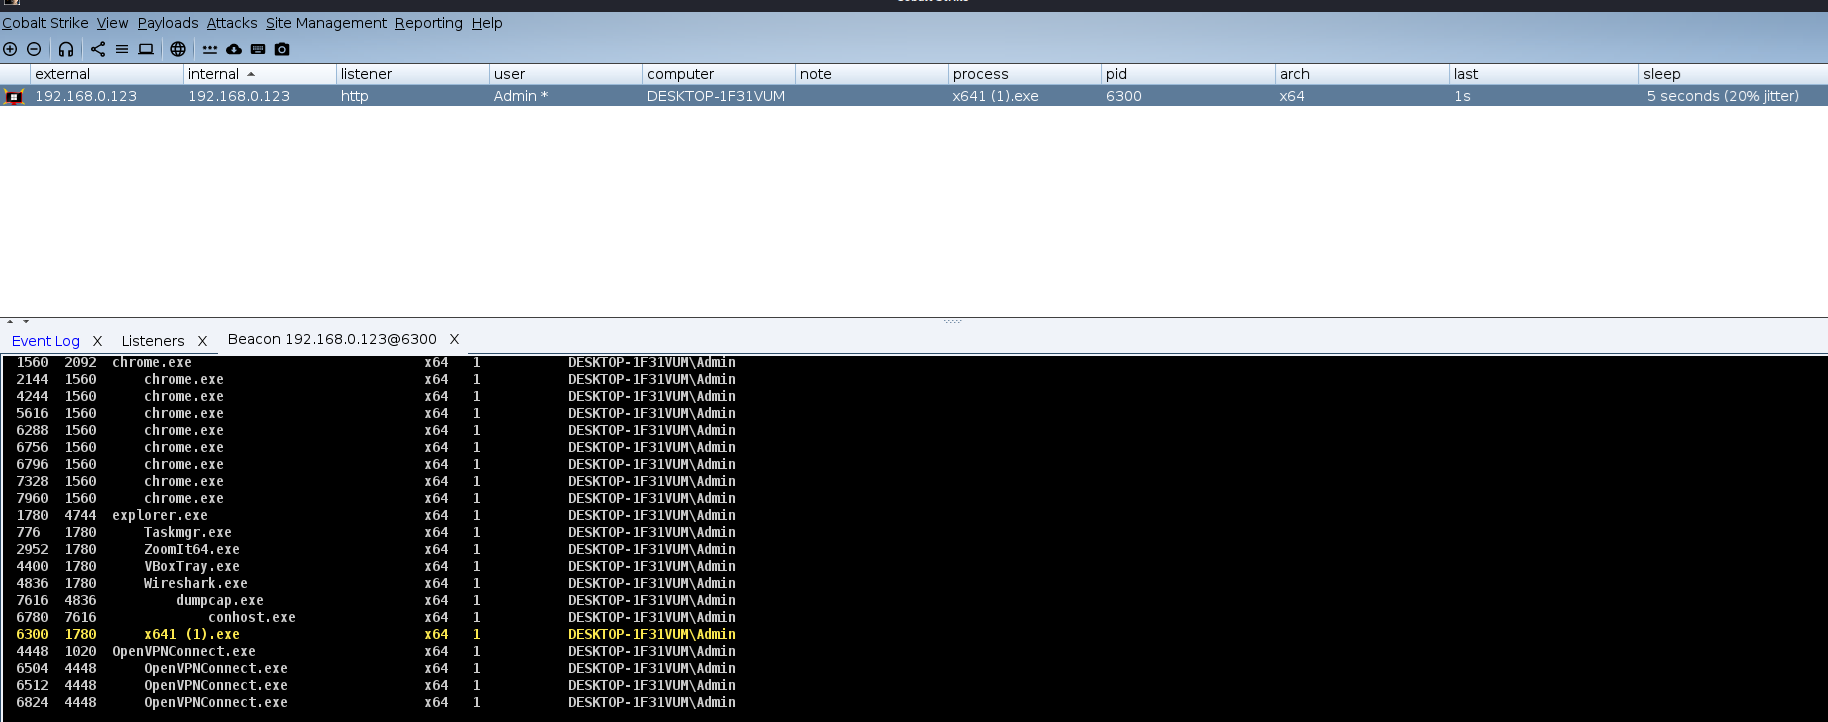 Cobalt Strike View Payloads Attacks Site Management Reporting Help
external internal listener user computer note process pid arch last sleep
192.168.0.123 192.168.0.123 http Admin * DESKTOP-1F31VUM x641 (1).exe 6300 x64 1s 5 seconds (20% jitter)
Event Log X Listeners X Beacon 192.168.0.123@6300 X
1560 2092 chrome.exe x64 1 DESKTOP-1F31VUM\Admin
2144 1560 chrome.exe x64 1 DESKTOP-1F31VUM\Admin
4244 1560 chrome.exe x64 1 DESKTOP-1F31VUM\Admin
5616 1560 chrome.exe x64 1 DESKTOP-1F31VUM\Admin
6288 1560 chrome.exe x64 1 DESKTOP-1F31VUM\Admin
6756 1560 chrome.exe x64 1 DESKTOP-1F31VUM\Admin
6796 1560 chrome.exe x64 1 DESKTOP-1F31VUM\Admin
7328 1560 chrome.exe x64 1 DESKTOP-1F31VUM\Admin
7960 1560 chrome.exe x64 1 DESKTOP-1F31VUM\Admin
1780 4744 explorer.exe x64 1 DESKTOP-1F31VUM\Admin
776 1780 Taskmgr.exe x64 1 DESKTOP-1F31VUM\Admin
2952 1780 ZoomIt64.exe x64 1 DESKTOP-1F31VUM\Admin
4400 1780 VBoxTray.exe x64 1 DESKTOP-1F31VUM\Admin
4836 1780 Wireshark.exe x64 1 DESKTOP-1F31VUM\Admin
7616 4836 dumpcap.exe x64 1 DESKTOP-1F31VUM\Admin
6780 7616 conhost.exe x64 1 DESKTOP-1F31VUM\Admin
6300 1780 x641 (1).exe x64 1 DESKTOP-1F31VUM\Admin
4448 1020 OpenVPNConnect.exe x64 1 DESKTOP-1F31VUM\Admin
6504 4448 OpenVPNConnect.exe x64 1 DESKTOP-1F31VUM\Admin
6512 4448 OpenVPNConnect.exe x64 1 DESKTOP-1F31VUM\Admin
6824 4448 OpenVPNConnect.exe x64 1 DESKTOP-1F31VUM\Admin